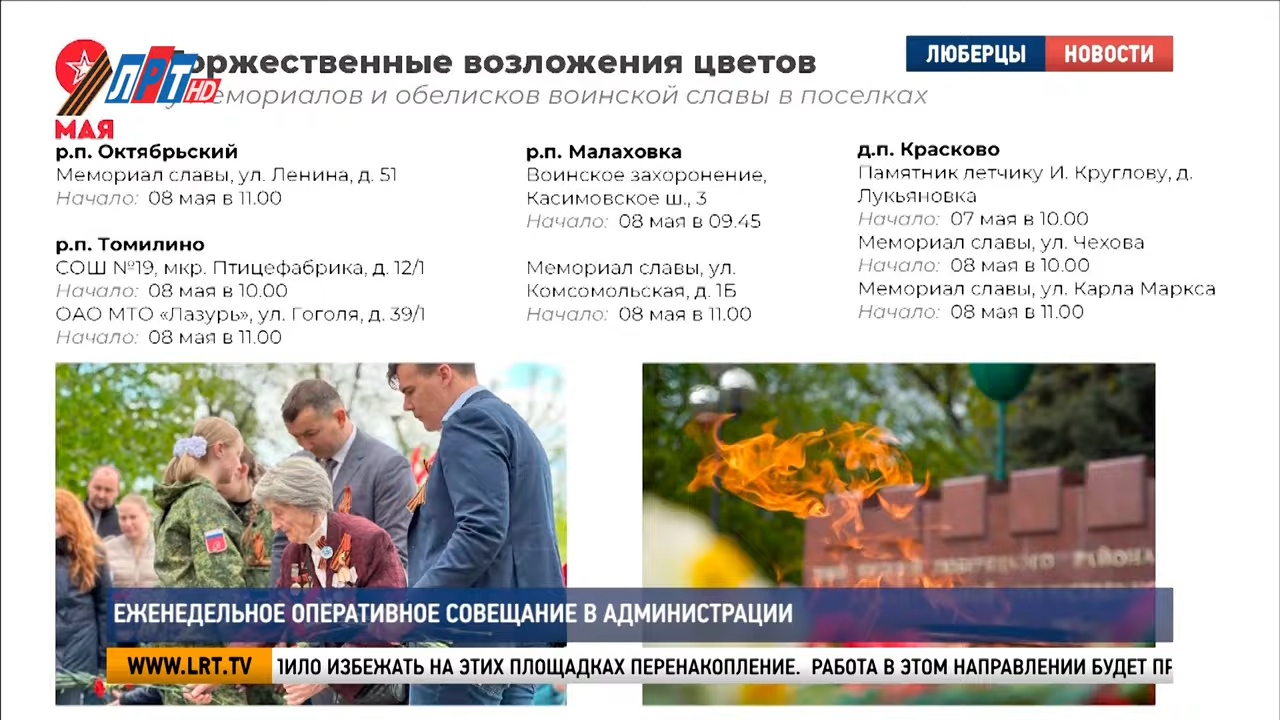 ЛРТ HD
МАЯ
оржественные возложения цветов
у мемориалов и обелисков воинской славы в поселках
ЛЮБЕРЦЫ НОВОСТИ
р.п. Октябрьский
Мемориал славы, ул. Ленина, д. 51
Начало: 08 мая в 11.00
р.п. Томилино
СОШ №19, мкр. Птицефабрика, д. 12/1
Начало: 08 мая в 10.00
ОАО МТО «Лазурь», ул. Гоголя, д. 39/1
Начало: 08 мая в 11.00
р.п. Малаховка
Воинское захоронение,
Касимовское ш., 3
Начало: 08 мая в 09.45
Мемориал славы, ул.
Комсомольская, д. 1Б
Начало: 08 мая в 11.00
д.п. Красково
Памятник летчику И. Круглову, д.
Лукьяновка
Начало: 07 мая в 10.00
Мемориал славы, ул. Чехова
Начало: 08 мая в 10.00
Мемориал славы, ул. Карла Маркса
Начало: 08 мая в 11.00
РАЙОНА
ЕЖЕНЕДЕЛЬНОЕ ОПЕРАТИВНОЕ СОВЕЩАНИЕ В АДМИНИСТРАЦИИ
WWW.LRT.TV
ИЛО ИЗБЕЖАТЬ НА ЭТИХ ПЛОЩАДКАХ ПЕРЕНАКОПЛЕНИЕ. РАБОТА В ЭТОМ НАПРАВЛЕНИИ БУДЕТ ПР